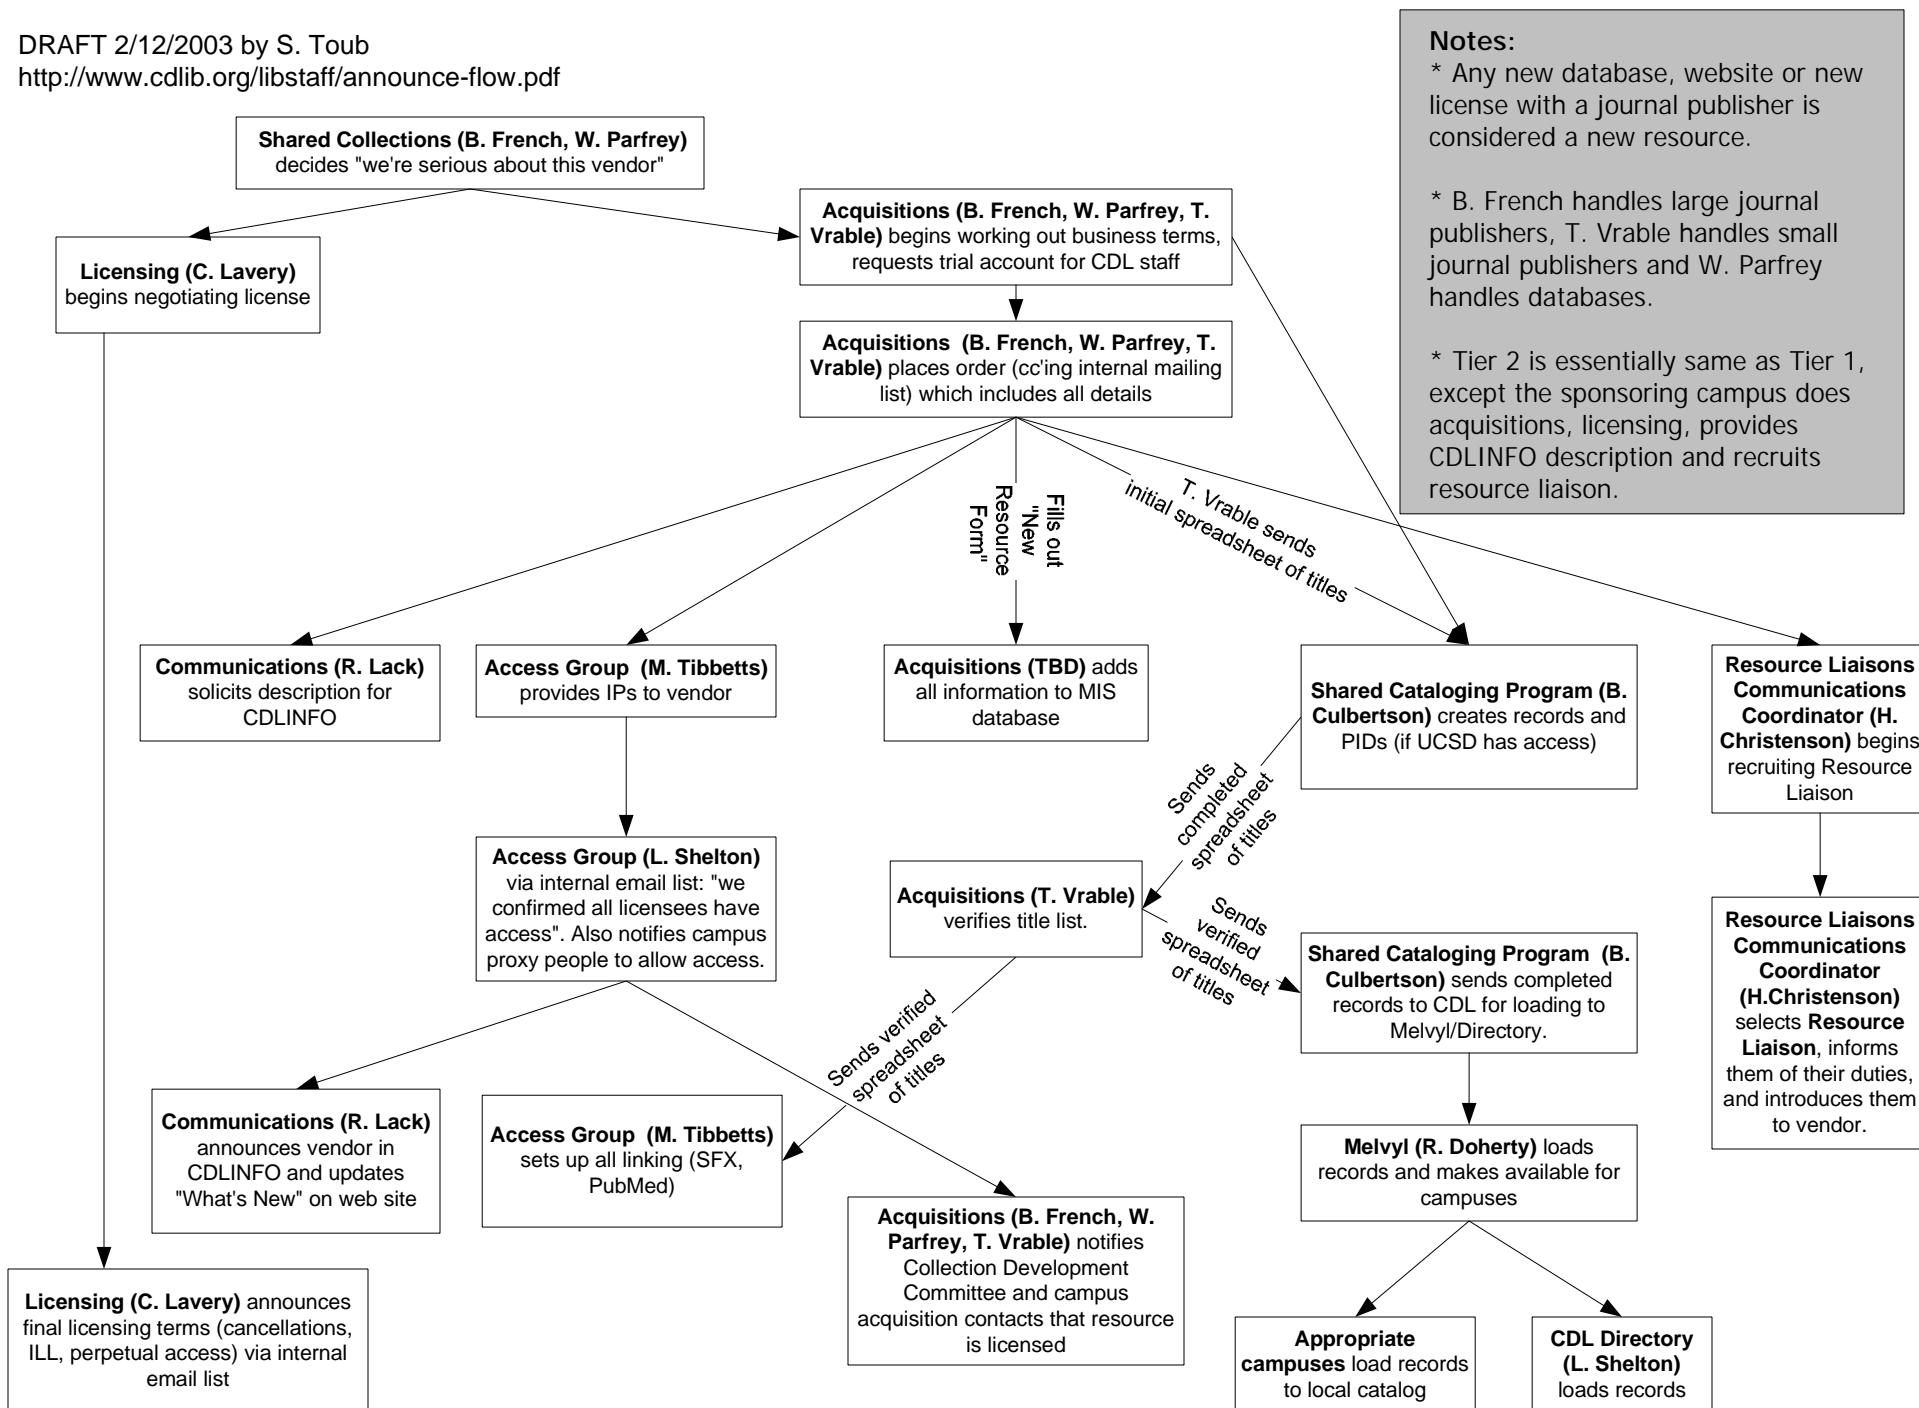 DRAFT 2/12/2003 by S. Toub
http://www.cdlib.org/libstaff/announce-flow.pdf
Notes:
* Any new database, website or new
license with a journal publisher is
considered a new resource.
* B. French handles large journal
publishers, T. Vrable handles small
journal publishers and W. Parfrey
handles databases.
* Tier 2 is essentially same as Tier 1,
except the sponsoring campus does
acquisitions, licensing, provides
CDLINFO description and recruits
resource liaison.
Shared Collections (B. French, W. Parfrey)
decides "we're serious about this vendor"
Licensing (C. Lavery)
begins negotiating license
Acquisitions (B. French, W. Parfrey, T.
Vrable) begins working out business terms,
requests trial account for CDL staff
Acquisitions (B. French, W. Parfrey, T.
Vrable) places order (cc'ing internal mailing
list) which includes all details
Fills out
"New
Resource
Form"
T. Vrable sends
initial spreadsheet of titles
Communications (R. Lack)
solicits description for
CDLINFO
Access Group (M. Tibbetts)
provides IPs to vendor
Acquisitions (TBD) adds
all information to MIS
database
Shared Cataloging Program (B.
Culbertson) creates records and
PIDs (if UCSD has access)
Resource Liaisons
Communications
Coordinator (H.
Christenson) begins
recruiting Resource
Liaison
Sends
completed
spreadsheet
of titles
Access Group (L. Shelton)
via internal email list: "we
confirmed all licensees have
access". Also notifies campus
proxy people to allow access.
Acquisitions (T. Vrable)
verifies title list.
Sends
verified
spreadsheet
of titles
Shared Cataloging Program (B.
Culbertson) sends completed
records to CDL for loading to
Melvyl/Directory.
Resource Liaisons
Communications
Coordinator
(H.Christenson)
selects Resource
Liaison, informs
them of their duties,
and introduces them
to vendor.
Sends verified
spreadsheet
of titles
Communications (R. Lack)
announces vendor in
CDLINFO and updates
"What's New" on web site
Access Group (M. Tibbetts)
sets up all linking (SFX,
PubMed)
Melvyl (R. Doherty) loads
records and makes available for
campuses
Acquisitions (B. French, W.
Parfrey, T. Vrable) notifies
Collection Development
Committee and campus
acquisition contacts that resource
is licensed
Licensing (C. Lavery) announces
final licensing terms (cancellations,
ILL, perpetual access) via internal
email list
Appropriate
campuses load records
to local catalog
CDL Directory
(L. Shelton)
loads records